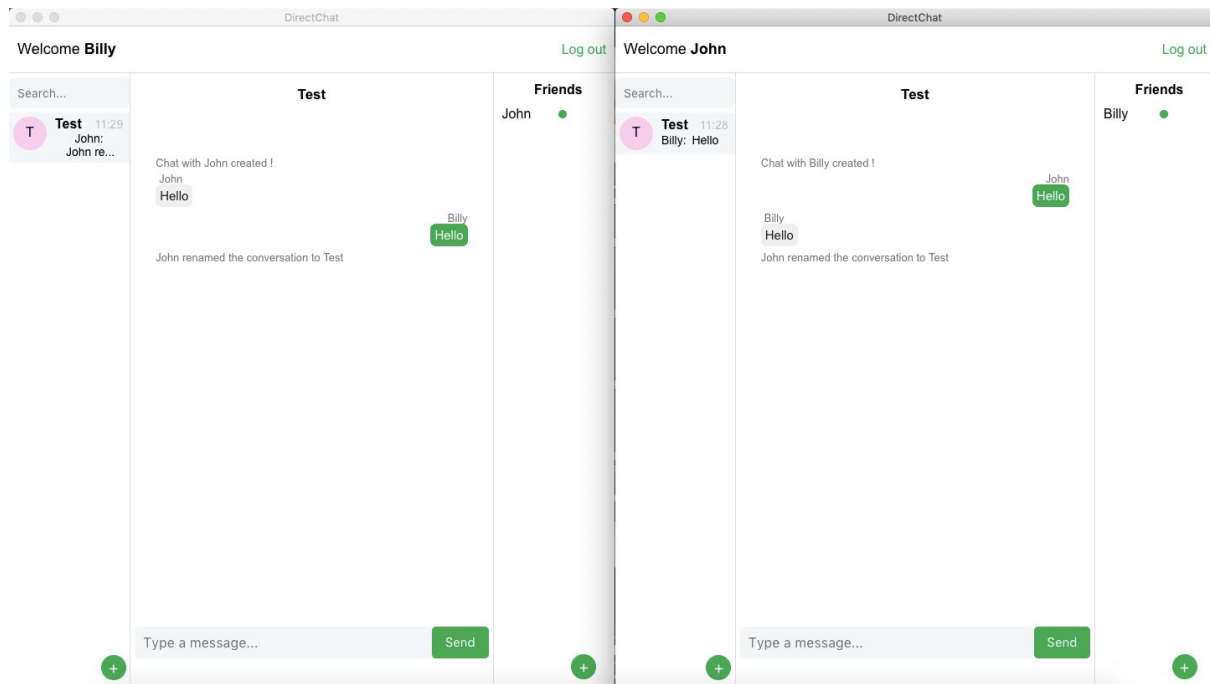 DirectChat
Welcome Billy
Log out
Search...
T
Test 11:29
John:
John re...
Test
Chat with John created !
John
Hello
Billy
Hello
John renamed the conversation to Test
Type a message...
Send
+
Friends
John
+
DirectChat
Welcome John
Log out
Search...
T
Test 11:28
Billy: Hello
Test
Chat with Billy created !
John
Hello
Billy
Hello
John renamed the conversation to Test
Type a message...
Send
+
Friends
Billy
+